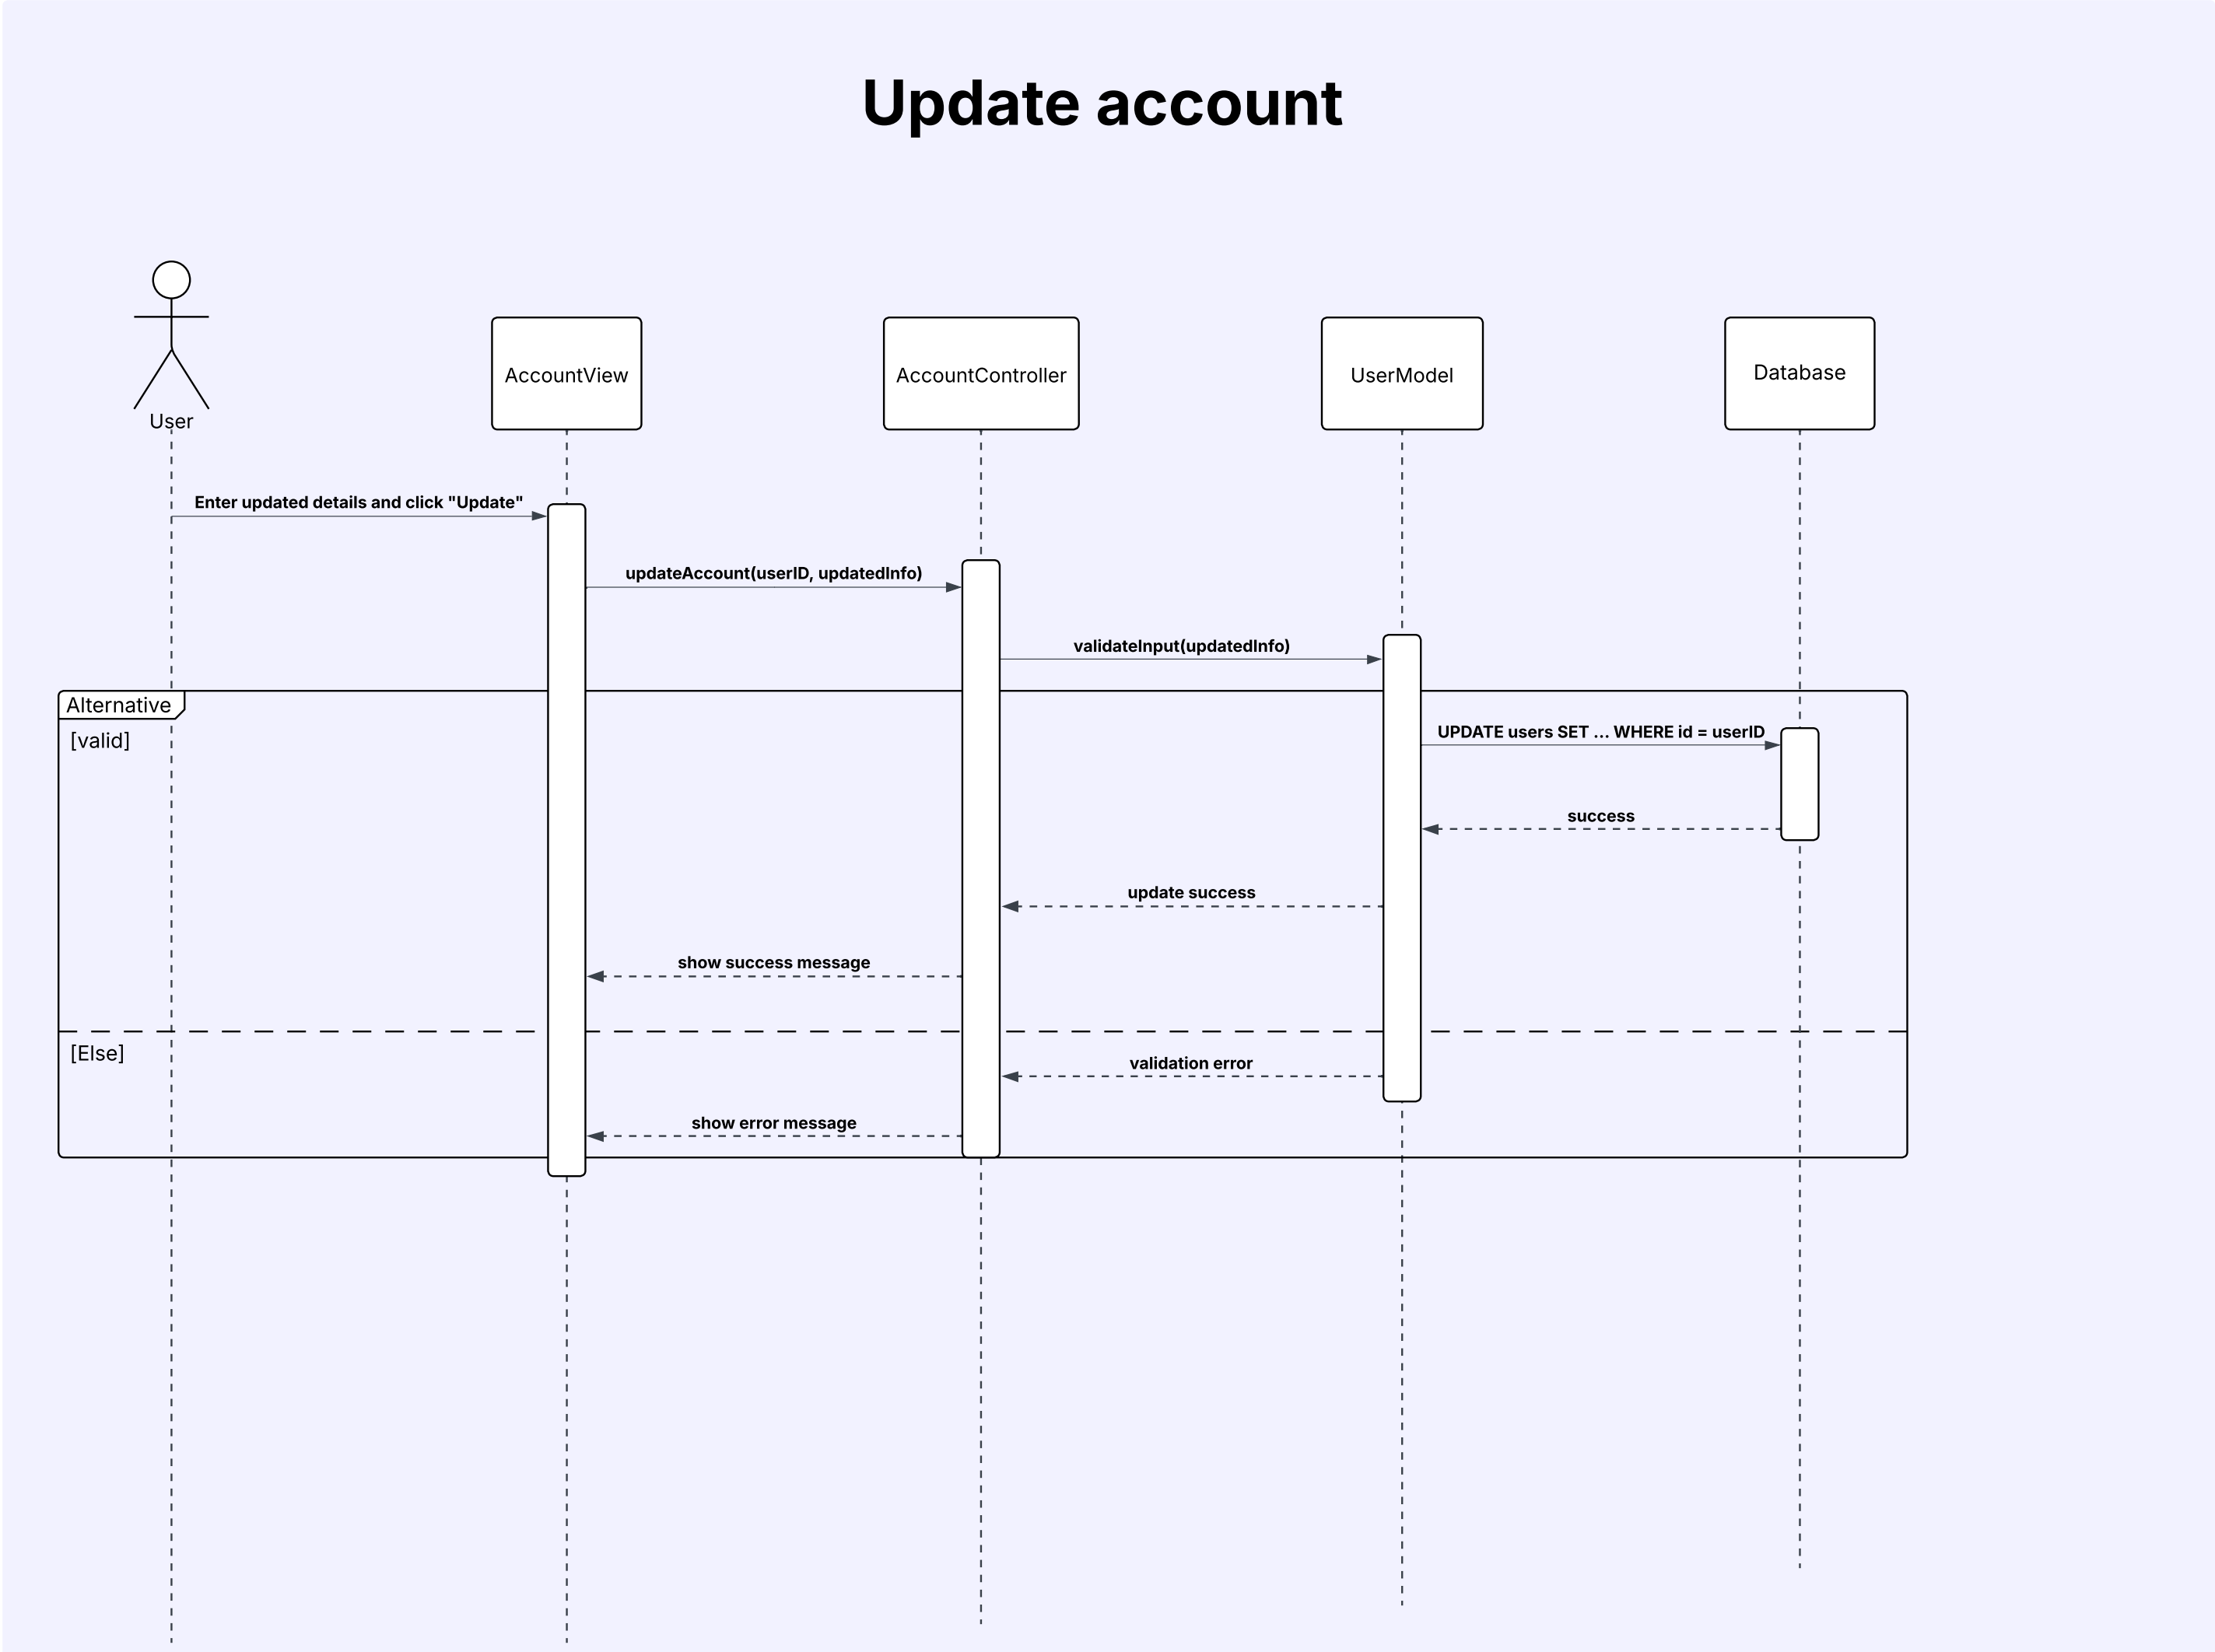 Update account
User
AccountView
AccountController
UserModel
Database
Enter updated details and click "Update"
updateAccount(userID, updatedInfo)
validateInput(updatedInfo)
Alternative
[valid]
UPDATE users SET ... WHERE id = userID
success
update success
show success message
[Else]
validation error
show error message